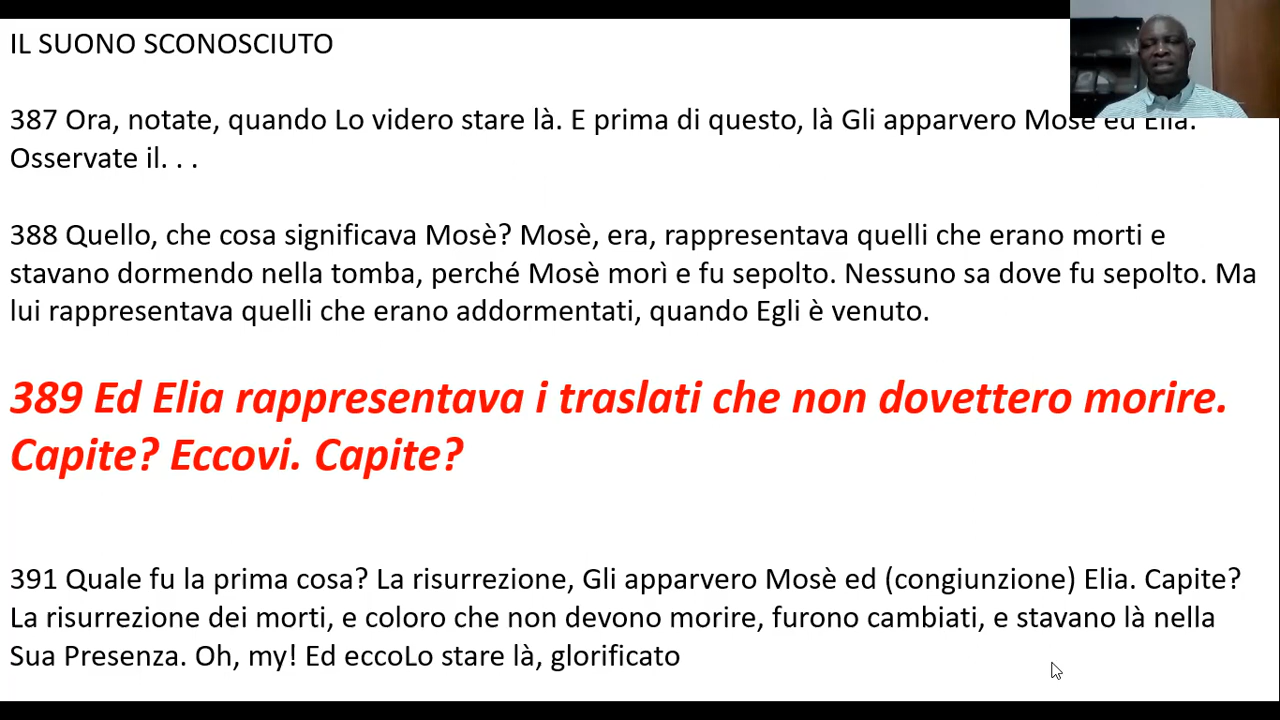 IL SUONO SCONOSCIUTO
387 Ora, notate, quando Lo videro stare là. E prima di questo, là Gli apparvero Mosè ed Elia.
Osservate il. . .
388 Quello, che cosa significava Mosè? Mosè, era, rappresentava quelli che erano morti e
stavano dormendo nella tomba, perché Mosè morì e fu sepolto. Nessuno sa dove fu sepolto. Ma
lui rappresentava quelli che erano addormentati, quando Egli è venuto.
389 Ed Elia rappresentava i traslati che non dovettero morire.
Capite? Eccovi. Capite?
391 Quale fu la prima cosa? La risurrezione, Gli apparvero Mosè ed (congiunzione) Elia. Capite?
La risurrezione dei morti, e coloro che non devono morire, furono cambiati, e stavano là nella
Sua Presenza. Oh, my! Ed eccoLo stare là, glorificato